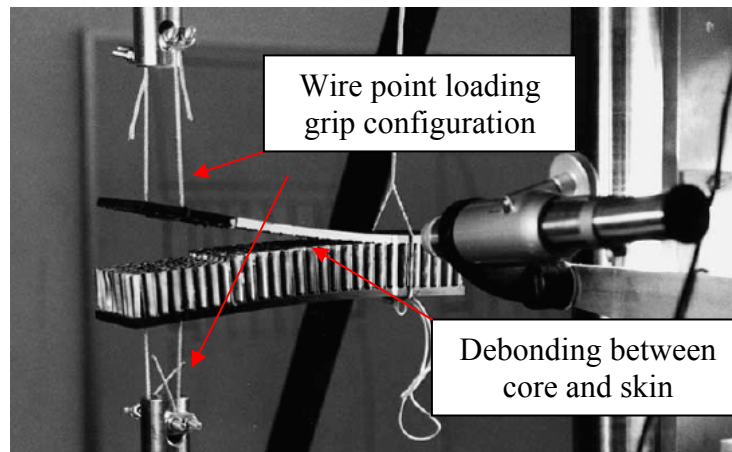 Wire point loading
grip configuration
Debonding between
core and skin